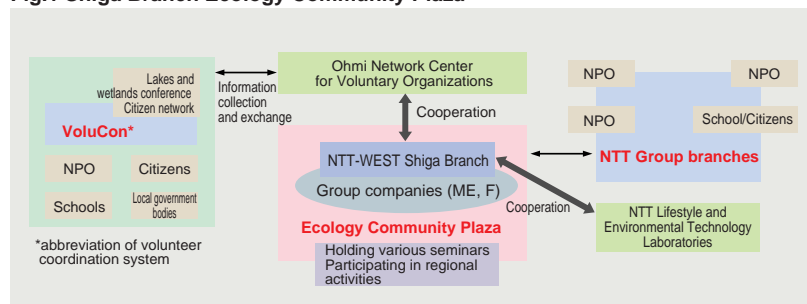 Fig.1 Shiga Branch Ecology Community Plaza
Lakes and
wetlands conference
Citizen network
VoluCon*
NPO
Citizens
Schools
Local government
bodies
*abbreviation of volunteer
coordination system
Information
collection
and exchange
Ohmi Network Center
for Voluntary Organizations
Cooperation
NTT-WEST Shiga Branch
Group companies (ME, F)
Ecology Community Plaza
Holding various seminars
Participating in regional
activities
Cooperation
NPO
NPO
NPO
School/Citizens
NTT Group branches
NTT Lifestyle and
Environmental Technology
Laboratories